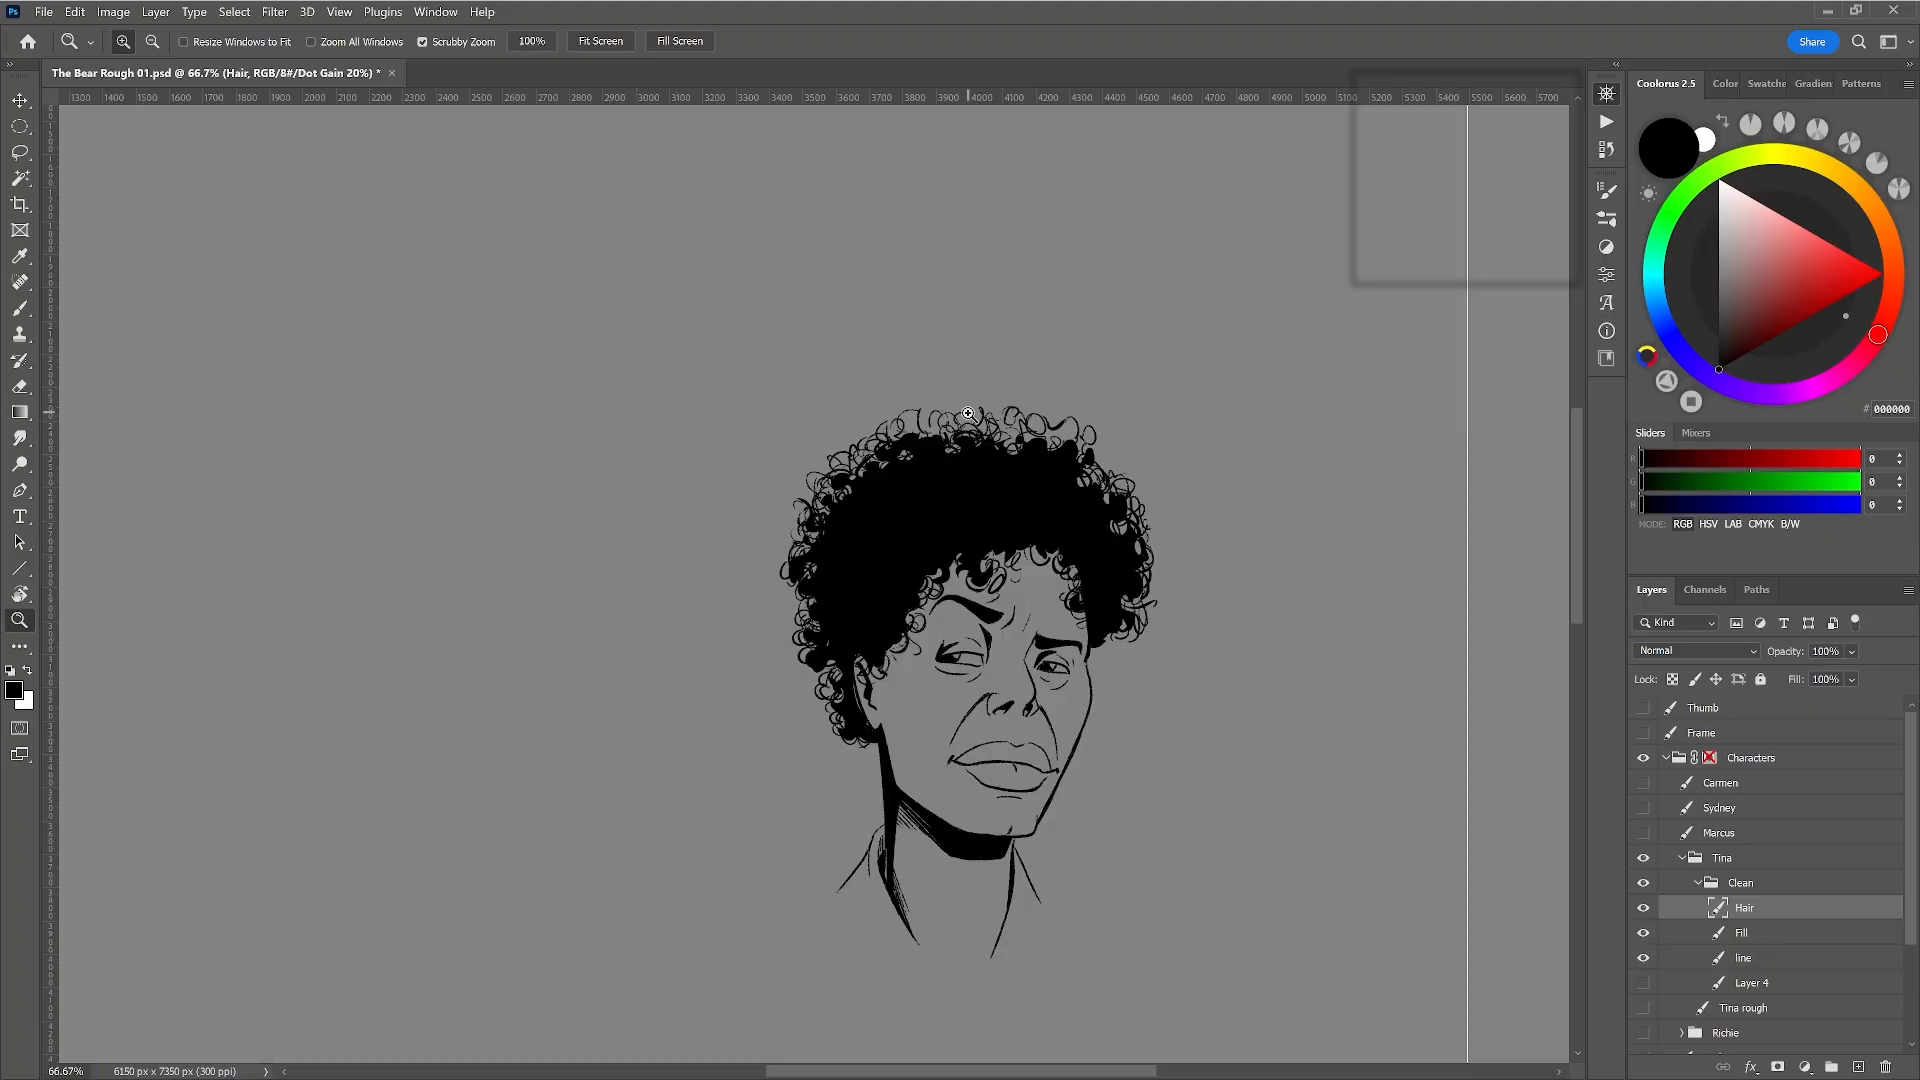 Ps File Edit Image Layer Type Select Filter 3D View Plugins Window Help
Resize Windows to Fit Zoom All Windows Scrubby Zoom 100% Fit Screen Fill Screen Share
The Bear Rough 01.psd @ 66.7% (Hair, RGB/8#/Dot Gain 20%) * ×
1300 1400 1500 1600 1700 1800 1900 2000 2100 2200 2300 2400 2500 2600 2700 2800 2900 3000 3100 3200 3300 3400 3500 3600 3700 3800 3900 4000 4100 4200 4300 4400 4500 4600 4700 4800 4900 5000 5100 5200 5300 5400 5500 5600 5700
Coolorus 2.5 Color Swatche Gradien Patterns
# 000000
Sliders Mixers
R 0
G 0
B 0
MODE: RGB HSV LAB CMYK B/W
Layers Channels Paths
Kind
Normal Opacity: 100%
Lock: Fill: 100%
Thumb
Frame
Characters
Carmen
Sydney
Marcus
Tina
Clean
Hair
Fill
line
Layer 4
Tina rough
Richie
66.67% 6150 px x 7350 px (300 ppi)